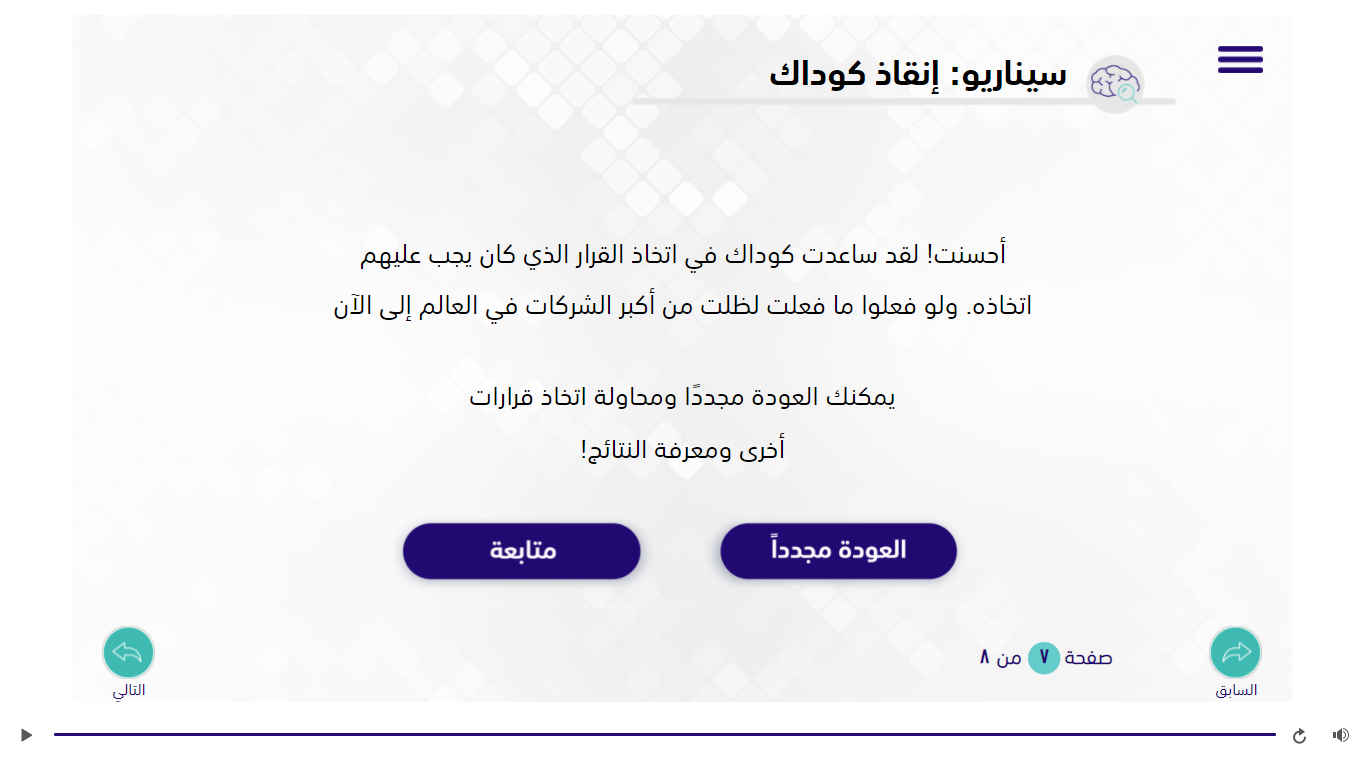 سيناريو: إنقاذ كوداك
أحسنت! لقد ساعدت كوداك في اتخاذ القرار الذي كان يجب عليهم
اتخاذه. ولو فعلوا ما فعلت لظلت من أكبر الشركات في العالم إلى الآن
يمكنك العودة مجددًا ومحاولة اتخاذ قرارات
أخرى ومعرفة النتائج!
العودة مجدداً
متابعة
صفحة ٧ من ٨
السابق
التالي